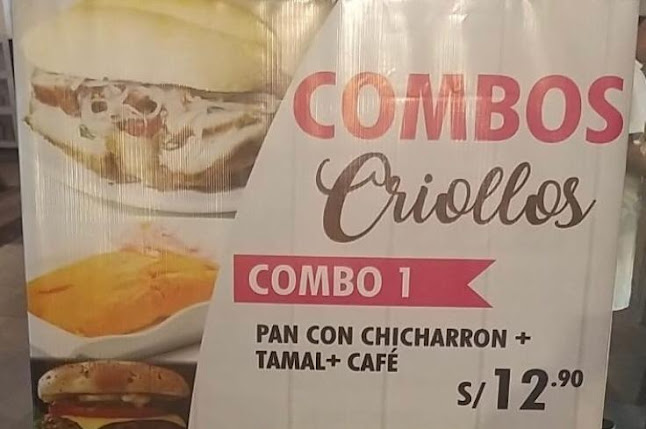 COMBOS
Criollos
COMBO 1
PAN CON CHICHARRON +
TAMAL+ CAFÉ
S/12.90